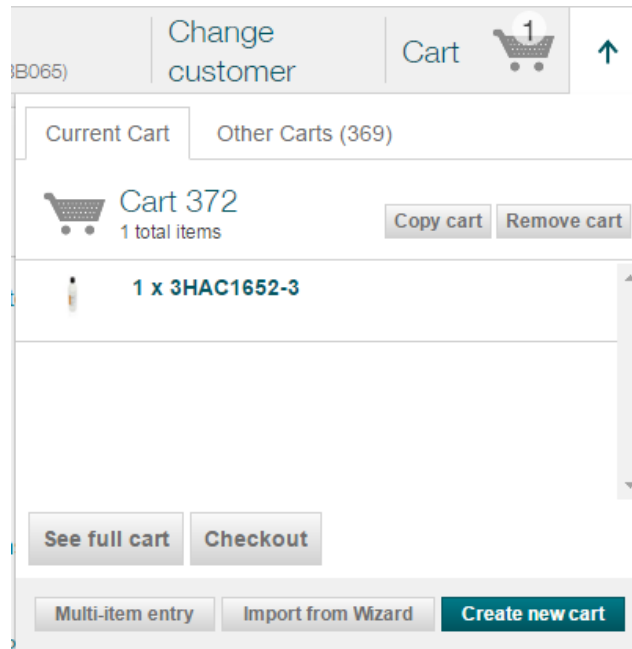 Change
customer
Cart
1
3B065)
Current Cart
Other Carts (369)
Cart 372
1 total items
Copy cart
Remove cart
1 x 3HAC1652-3
See full cart
Checkout
Multi-item entry
Import from Wizard
Create new cart